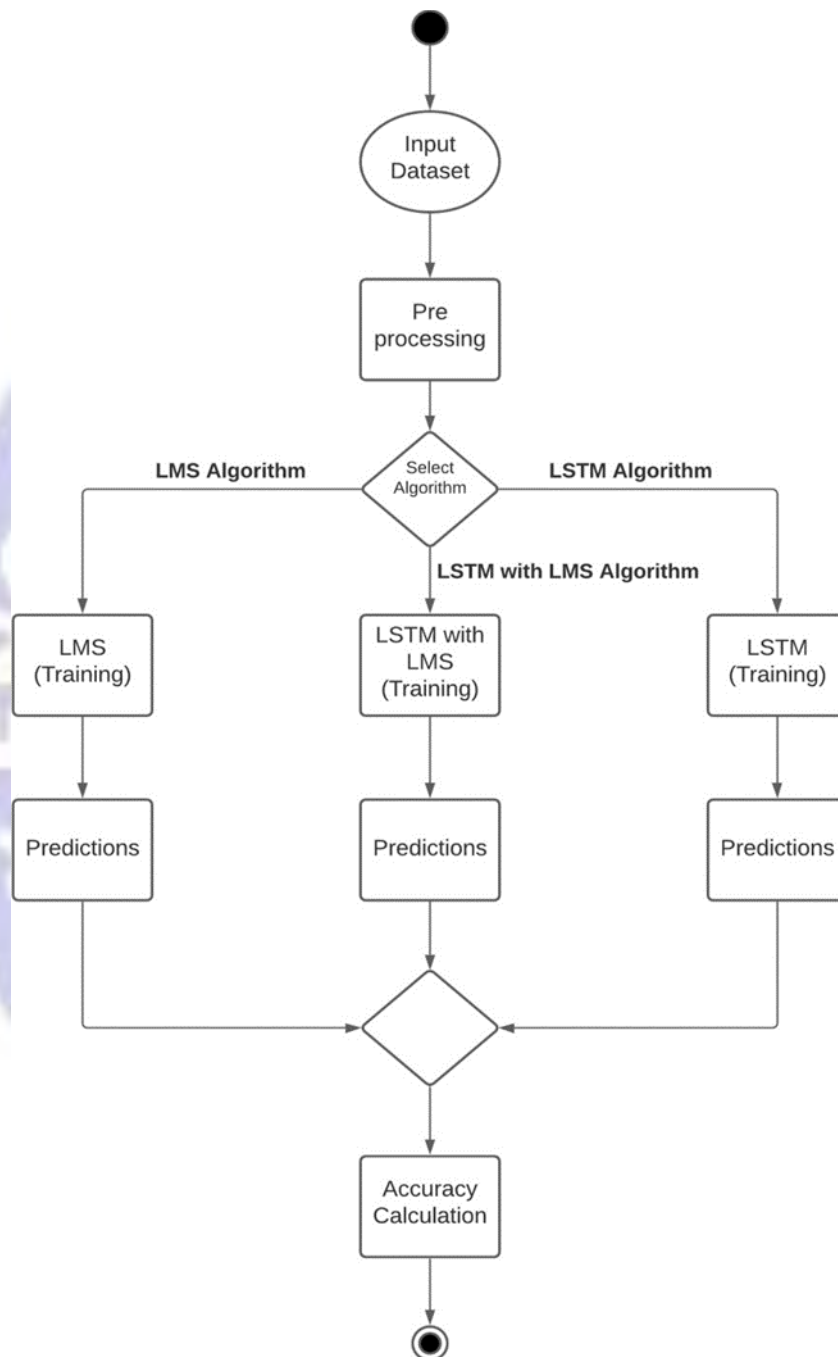 Input
Dataset
Pre
processing
Select
Algorithm
LMS Algorithm
LSTM Algorithm
LSTM with LMS Algorithm
LMS
(Training)
LSTM with
LMS
(Training)
LSTM
(Training)
Predictions
Predictions
Predictions
Accuracy
Calculation